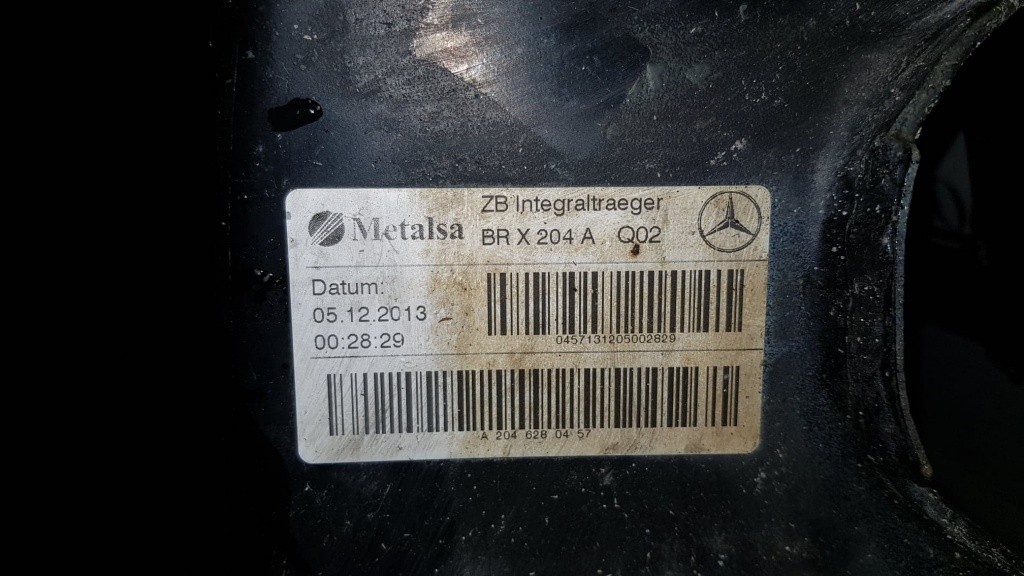 Metalsa
ZB Integraltraeger
BR X 204 A Q02
Datum:
05.12.2013
00:28:29
0457131205002829
A 204 628 04 57